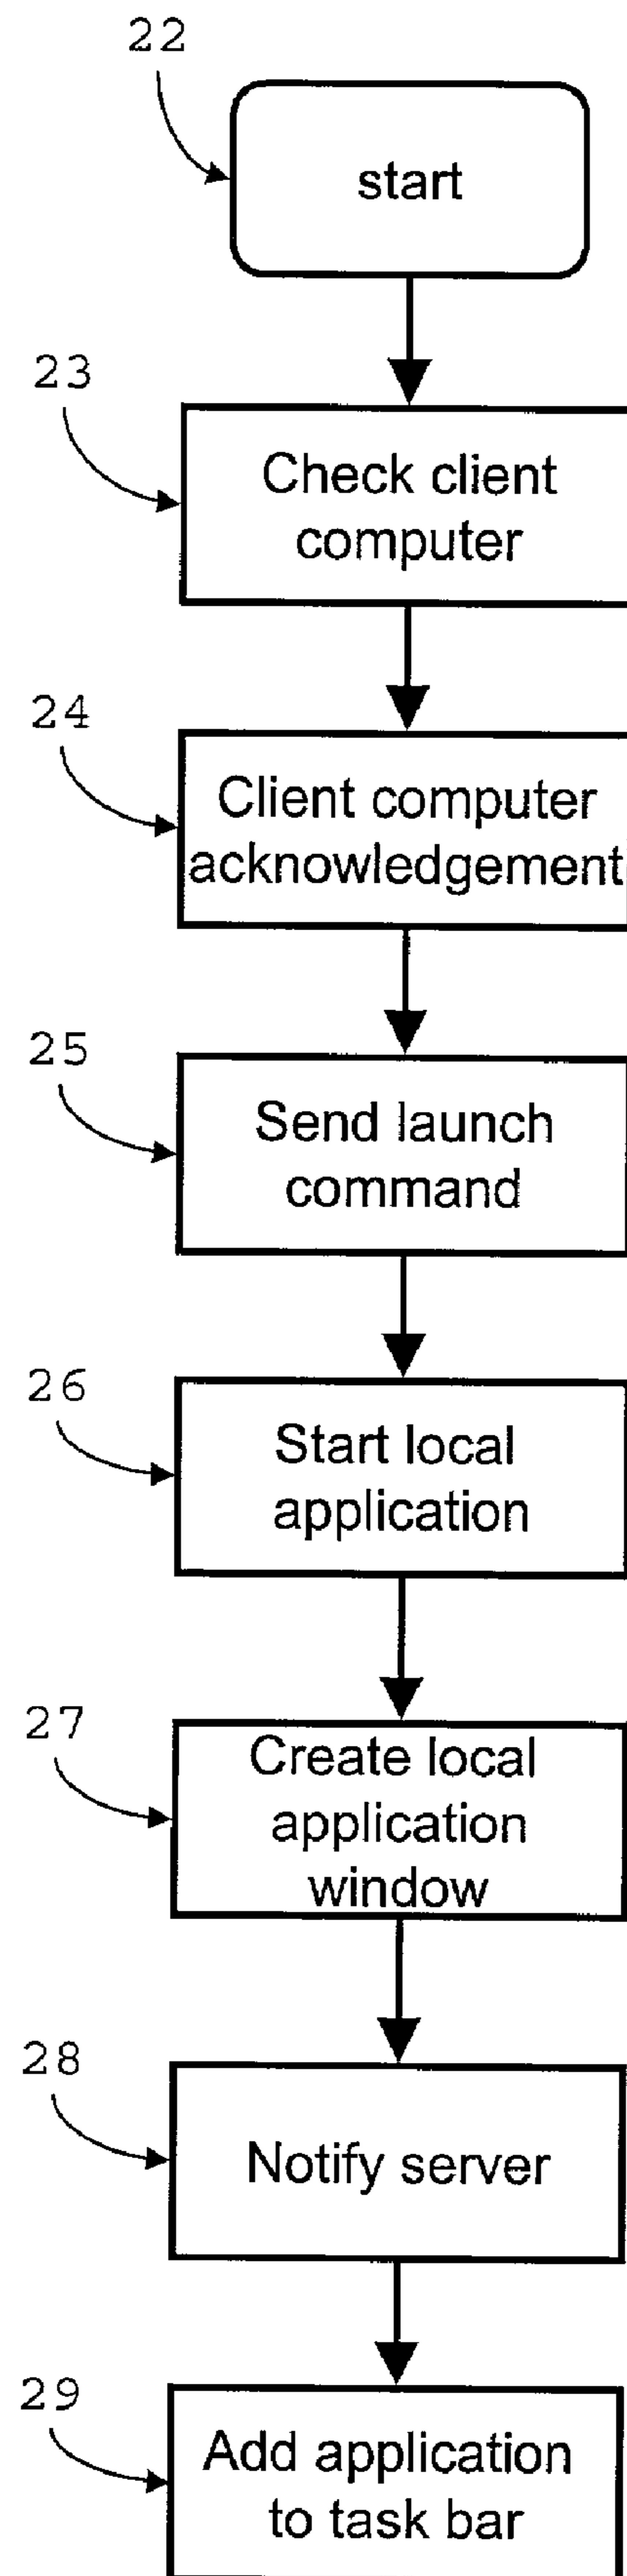 22
start
23
Check client
computer
24
Client computer
acknowledgement
25
Send launch
command
26
Start local
application
27
Create local
application
window
28
Notify server
29
Add application
to task bar